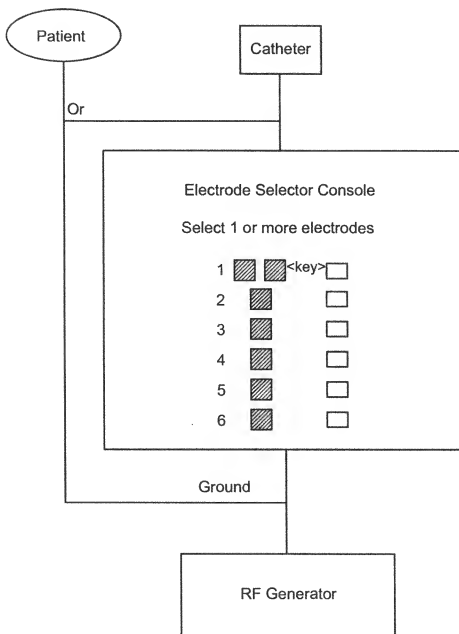 Patient
Catheter
Or
Electrode Selector Console
Select 1 or more electrodes
1 <key>
2
3
4
5
6
Ground
RF Generator